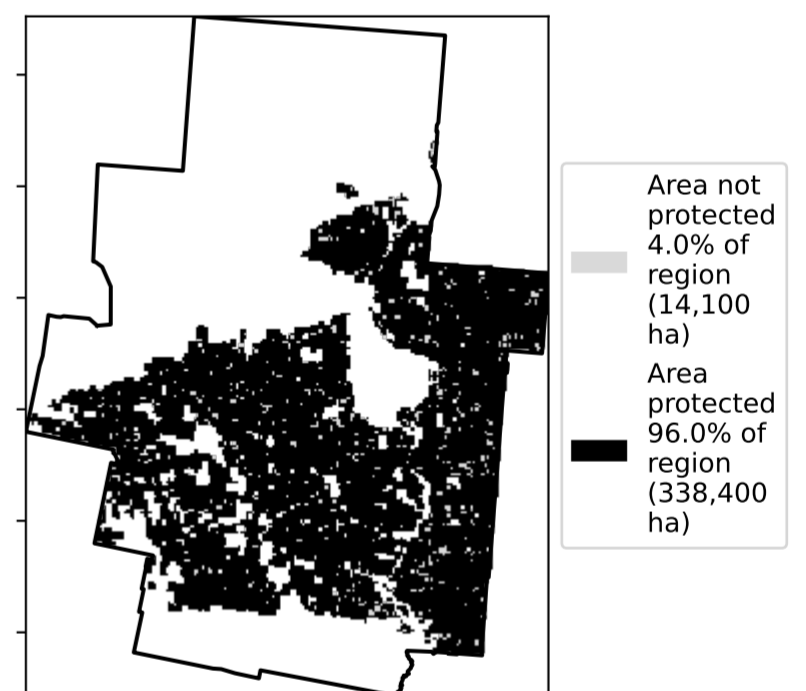 Area not
protected
4.0% of
region
(14,100
ha)
Area
protected
96.0% of
region
(338,400
ha)